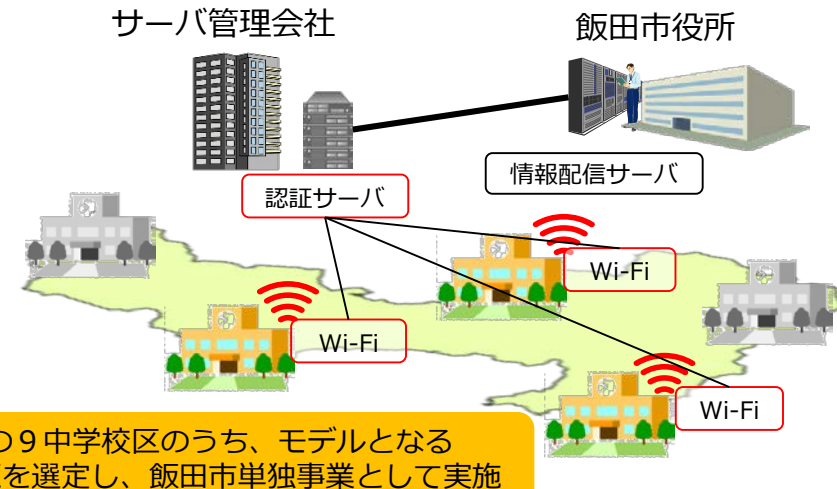 サーバ管理会社
飯田市役所
情報配信サーバ
認証サーバ
Wi-Fi
Wi-Fi
Wi-Fi
の９中学校区のうち、モデルとなる
を選定し、飯田市単独事業として実施